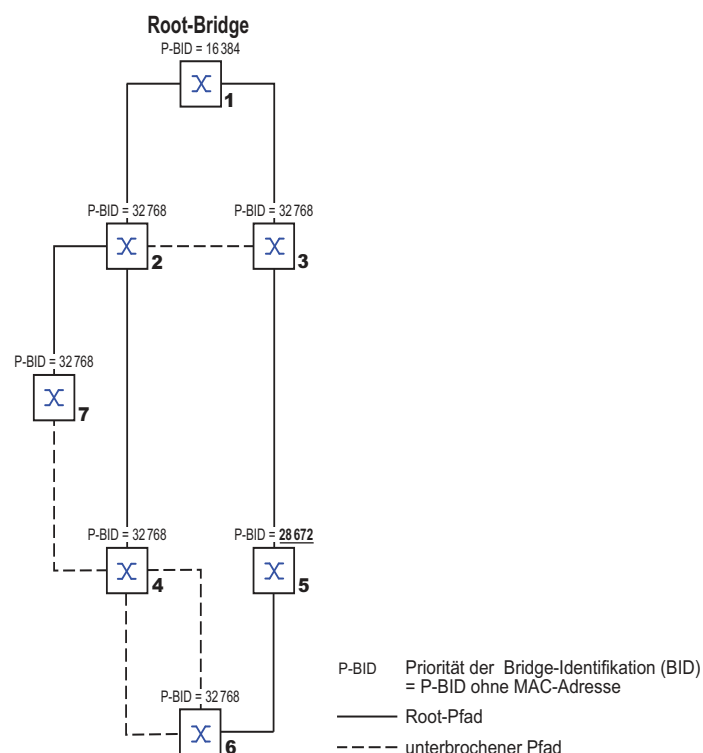 Root-Bridge
P-BID = 16 384
1
P-BID = 32 768
P-BID = 32 768
2
3
P-BID = 32 768
7
P-BID = 32 768
P-BID = 28 672
4
5
P-BID = 32 768
6
P-BID Priorität der Bridge-Identifikation (BID)
= P-BID ohne MAC-Adresse
Root-Pfad
unterbrochener Pfad